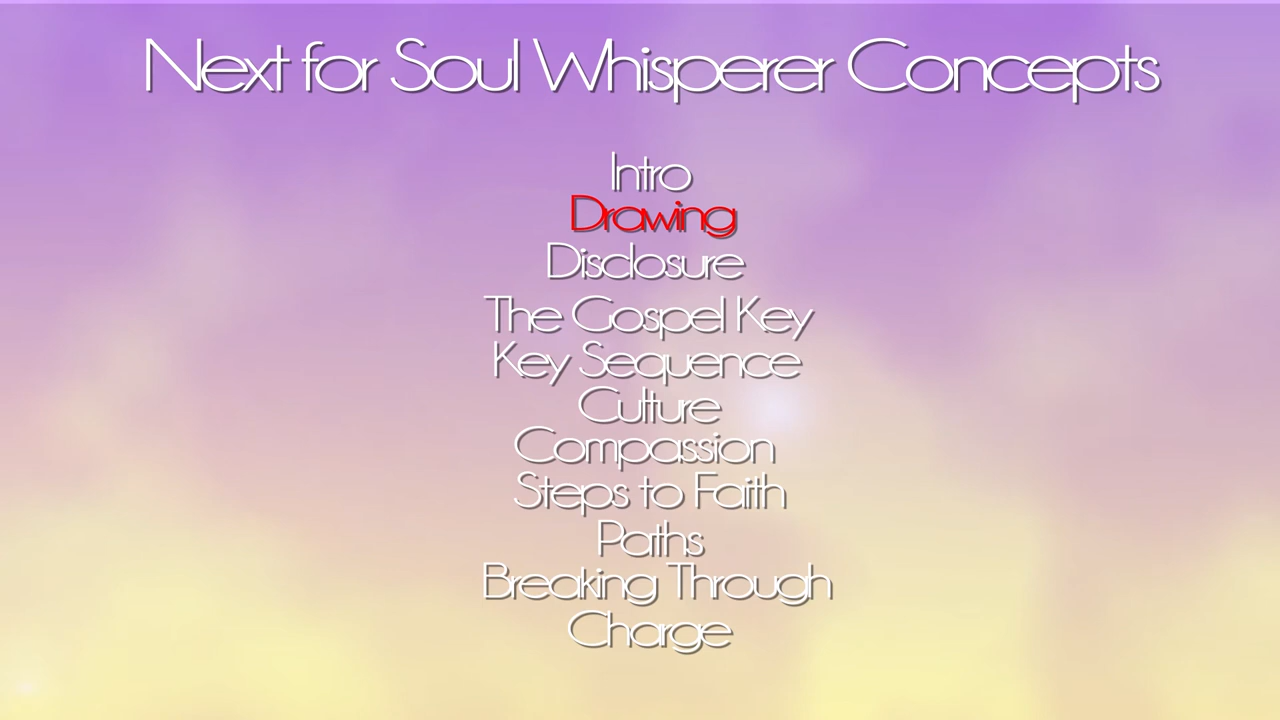 Next for Soul Whisperer Concepts
Intro
Drawing
Disclosure
The Gospel Key
Key Sequence
Culture
Compassion
Steps to Faith
Paths
Breaking Through
Charge